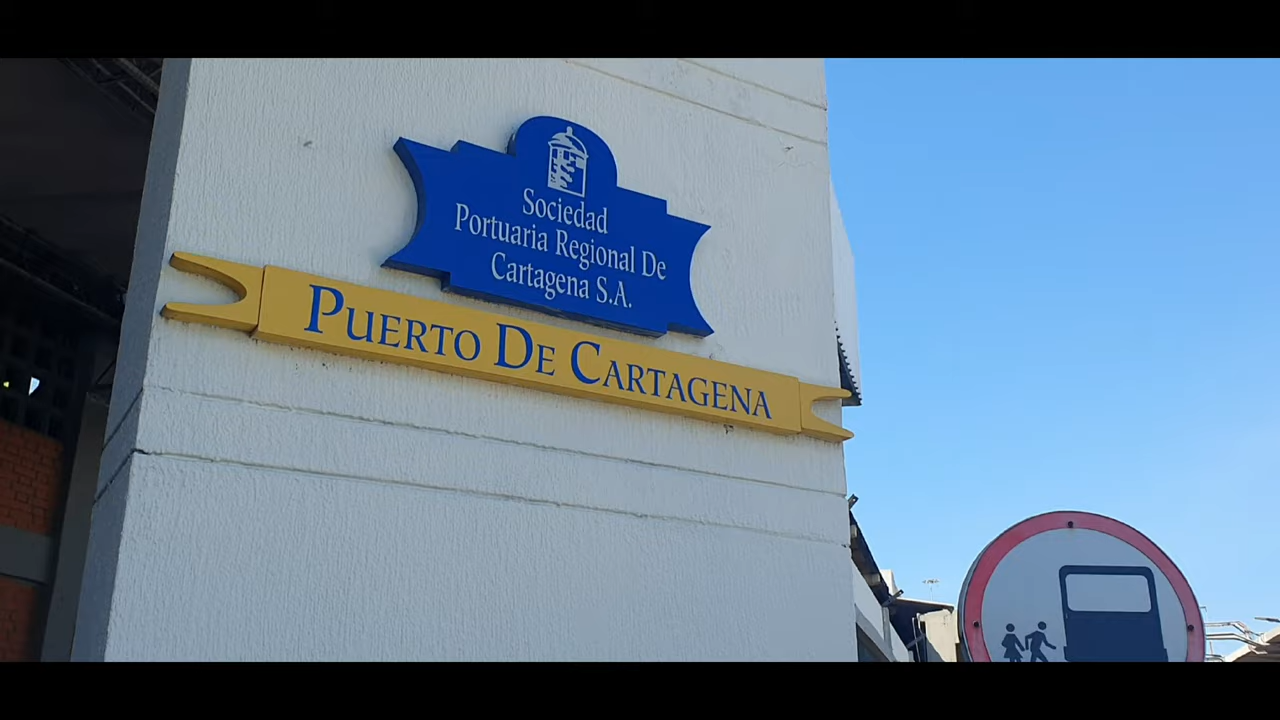 Sociedad
Portuaria Regional De
Cartagena S.A.
PUERTO DE CARTAGENA